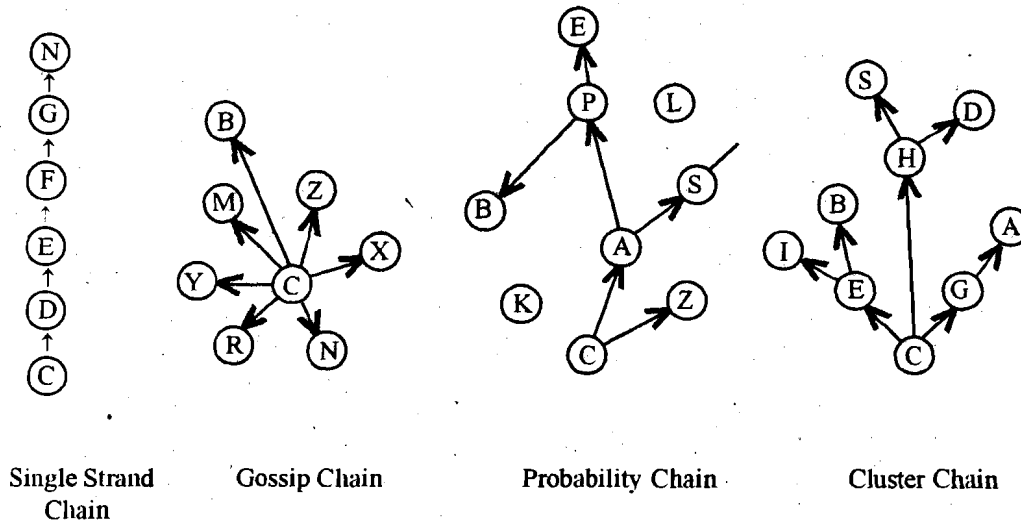 N
G
F
E
D
C
B
M
Z
Y
C
X
R
N
E
P
L
B
S
A
K
Z
C
S
D
H
B
I
A
E
G
C
Single Strand
Chain
Gossip Chain
Probability Chain
Cluster Chain